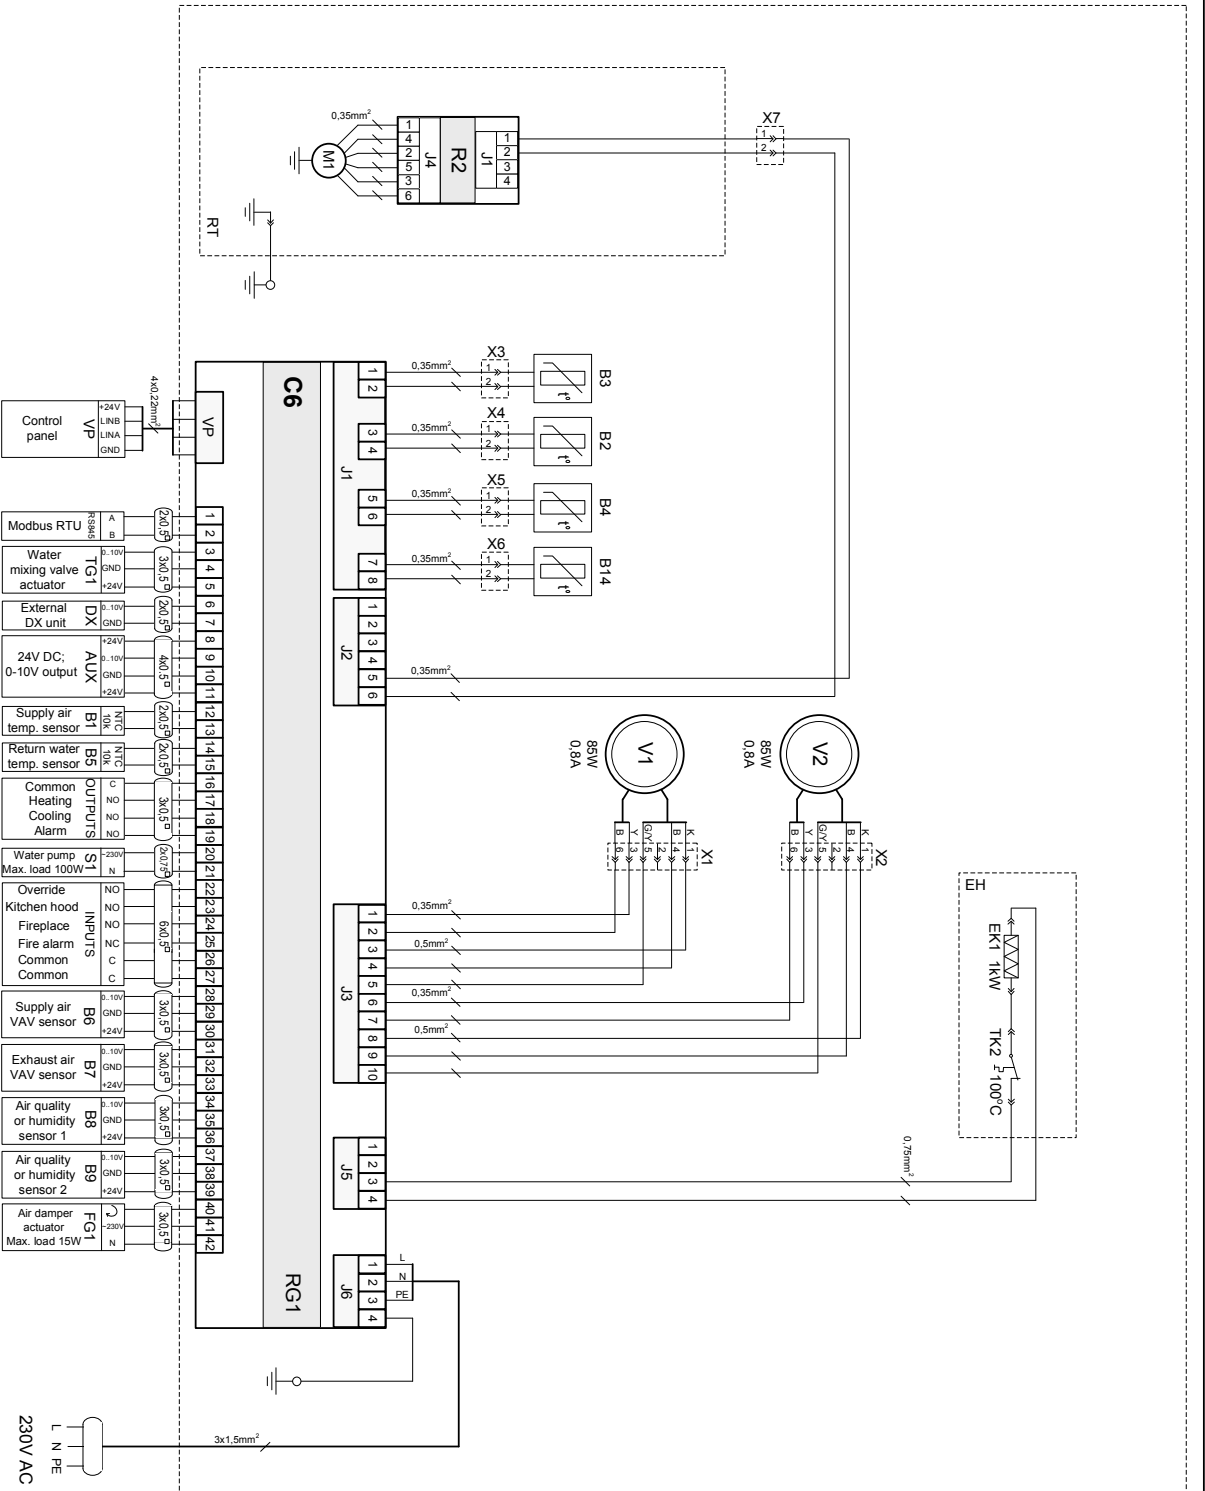 0,35mm²
M1
1
4
2
5
3
6
J4
R2
J1
1
2
3
4
RT
X7
1
2
C6
RG1
VP
J1
1
2
3
4
5
6
7
8
0,35mm²
X3
1
2
B3
t°
0,35mm²
X4
1
2
B2
t°
0,35mm²
X5
1
2
B4
t°
0,35mm²
X6
1
2
B14
t°
J2
1
2
3
4
5
6
0,35mm²
V1
85W
0,8A
B
Y
G/Y
B
K
6
3
5
2
4
1
X1
V2
85W
0,8A
B
Y
G/Y
B
K
6
3
5
2
4
1
X2
J3
1
2
3
4
5
6
7
8
9
10
0,35mm²
0,5mm²
0,35mm²
0,5mm²
EH
EK1 1kW
TK2
100°C
0,75mm²
J5
1
2
3
4
J6
1
2
3
4
L
N
PE
3x1,5mm²
L N PE
230V AC
4x0,22mm²
Control
panel
VP
+24V
LINB
LINA
GND
Modbus RTU
RS845
A
B
2x0,5
1
2
Water
mixing valve
actuator
TG1
0..10V
GND
+24V
3x0,5
3
4
5
External
DX unit
DX
0..10V
GND
2x0,5
6
7
24V DC;
0-10V output
AUX
+24V
0..10V
GND
+24V
4x0,5
8
9
10
11
Supply air
temp. sensor
B1
NTC
10k
2x0,5
12
13
Return water
temp. sensor
B5
NTC
10k
2x0,5
14
15
Common
Heating
Cooling
Alarm
OUTPUTS
C
NO
NO
NO
3x0,5
16
17
18
19
Water pump
Max. load 100W
S1
~230V
N
2x0,75
20
21
Override
Kitchen hood
Fireplace
Fire alarm
Common
Common
INPUTS
NO
NO
NO
NC
C
C
6x0,5
22
23
24
25
26
27
Supply air
VAV sensor
B6
0..10V
GND
+24V
3x0,5
28
29
30
Exhaust air
VAV sensor
B7
0..10V
GND
+24V
3x0,5
31
32
33
Air quality
or humidity
sensor 1
B8
0..10V
GND
+24V
3x0,5
34
35
36
Air quality
or humidity
sensor 2
B9
0..10V
GND
+24V
3x0,5
37
38
39
Air damper
actuator
Max. load 15W
FG1
~230V
N
3x0,5
40
41
42